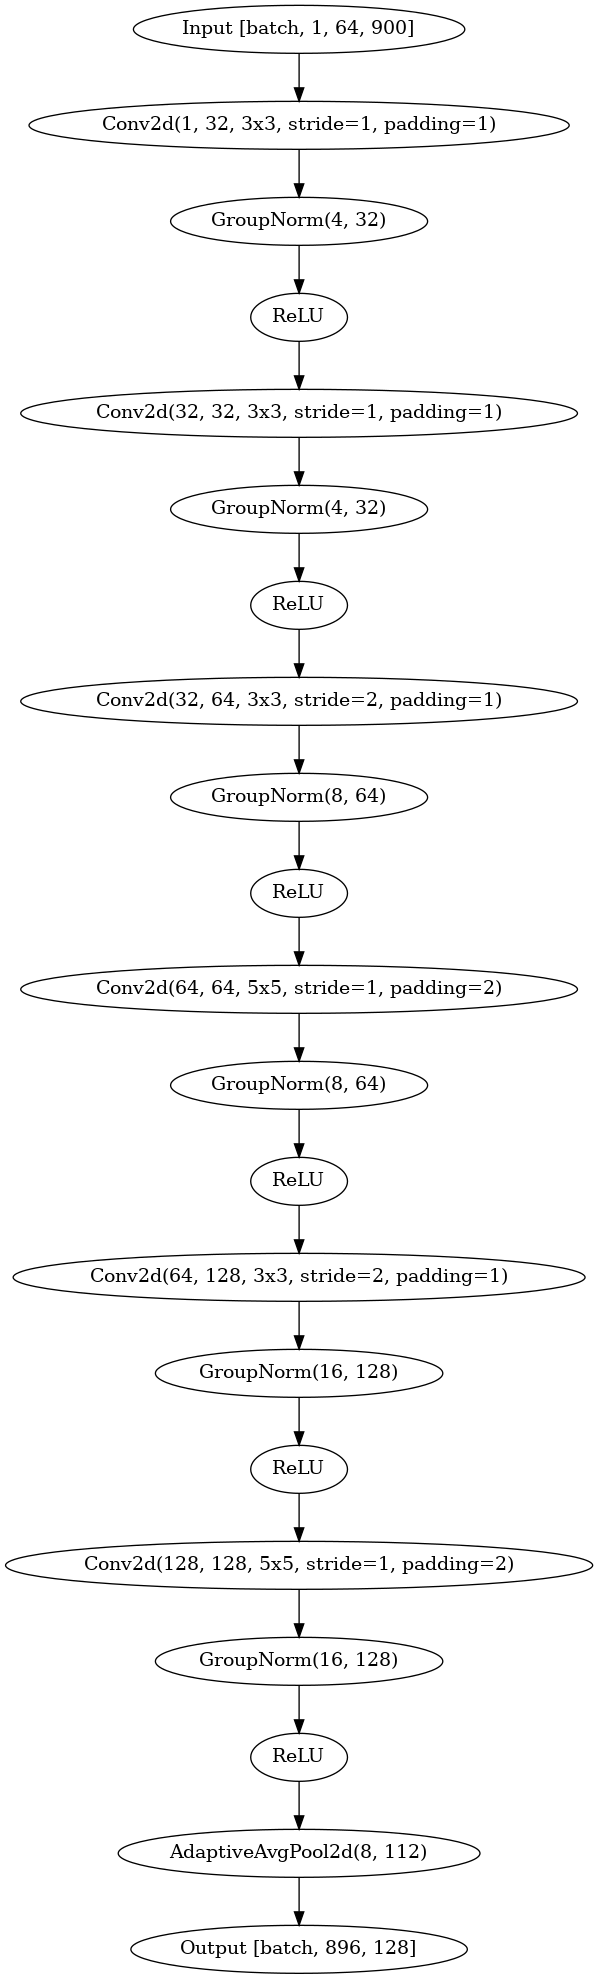 Input [batch, 1, 64, 900]
Conv2d(1, 32, 3x3, stride=1, padding=1)
GroupNorm(4, 32)
ReLU
Conv2d(32, 32, 3x3, stride=1, padding=1)
GroupNorm(4, 32)
ReLU
Conv2d(32, 64, 3x3, stride=2, padding=1)
GroupNorm(8, 64)
ReLU
Conv2d(64, 64, 5x5, stride=1, padding=2)
GroupNorm(8, 64)
ReLU
Conv2d(64, 128, 3x3, stride=2, padding=1)
GroupNorm(16, 128)
ReLU
Conv2d(128, 128, 5x5, stride=1, padding=2)
GroupNorm(16, 128)
ReLU
AdaptiveAvgPool2d(8, 112)
Output [batch, 896, 128]